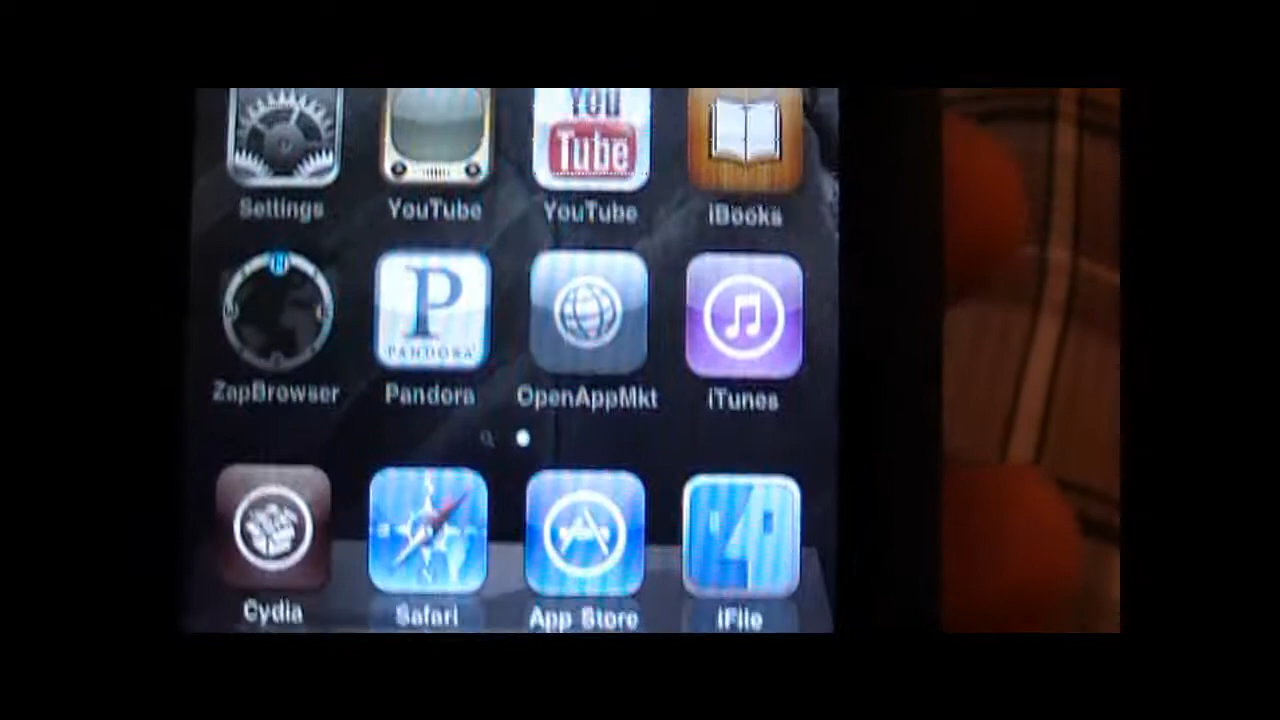 You
Tube
Settings YouTube YouTube iBooks
P
PANDORA
ZapBrowser Pandora OpenAppMkt iTunes
Cydia Safari App Store iFile